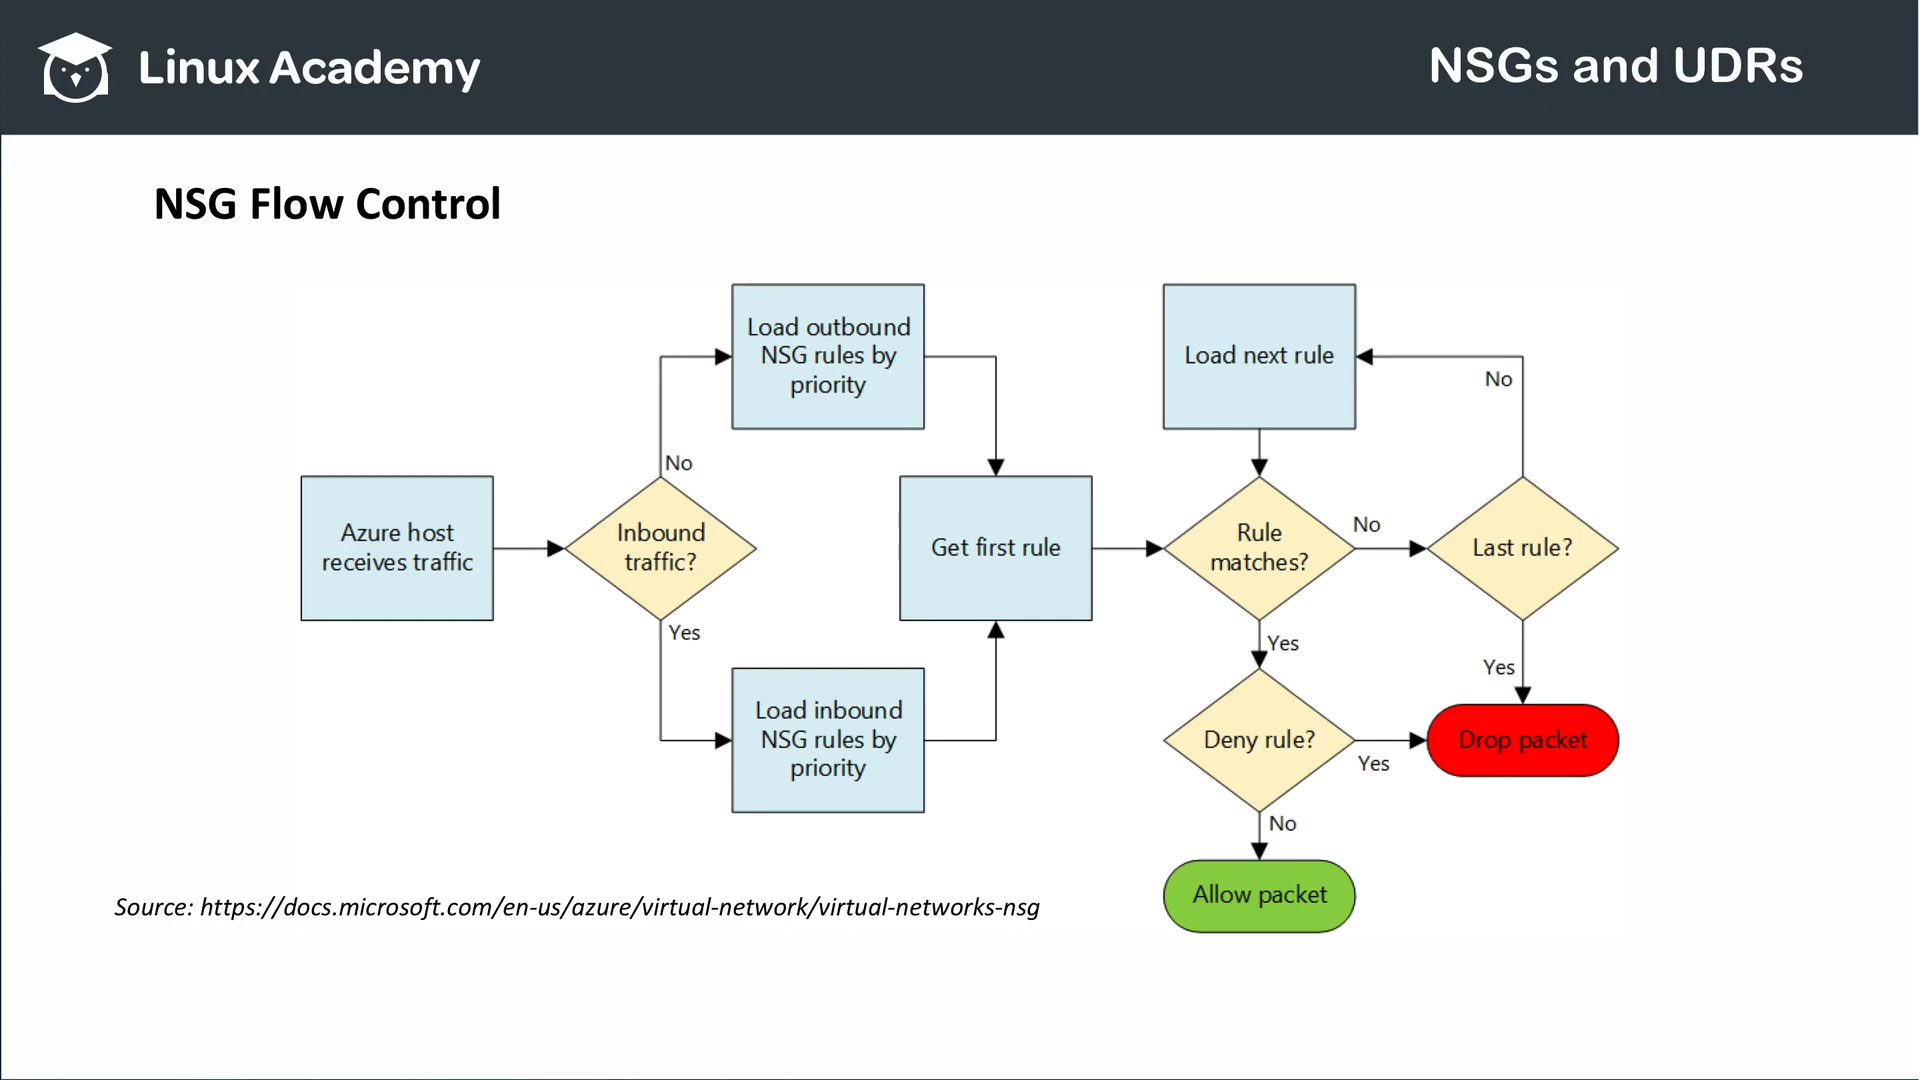 Linux Academy
NSGs and UDRs
NSG Flow Control
Load outbound
NSG rules by
priority
Load next rule
No
No
Azure host
receives traffic
Inbound
traffic?
Get first rule
Rule
matches?
No
Last rule?
Yes
Yes
Yes
Load inbound
NSG rules by
priority
Deny rule?
Yes
Drop packet
No
Allow packet
Source: https://docs.microsoft.com/en-us/azure/virtual-network/virtual-networks-nsg